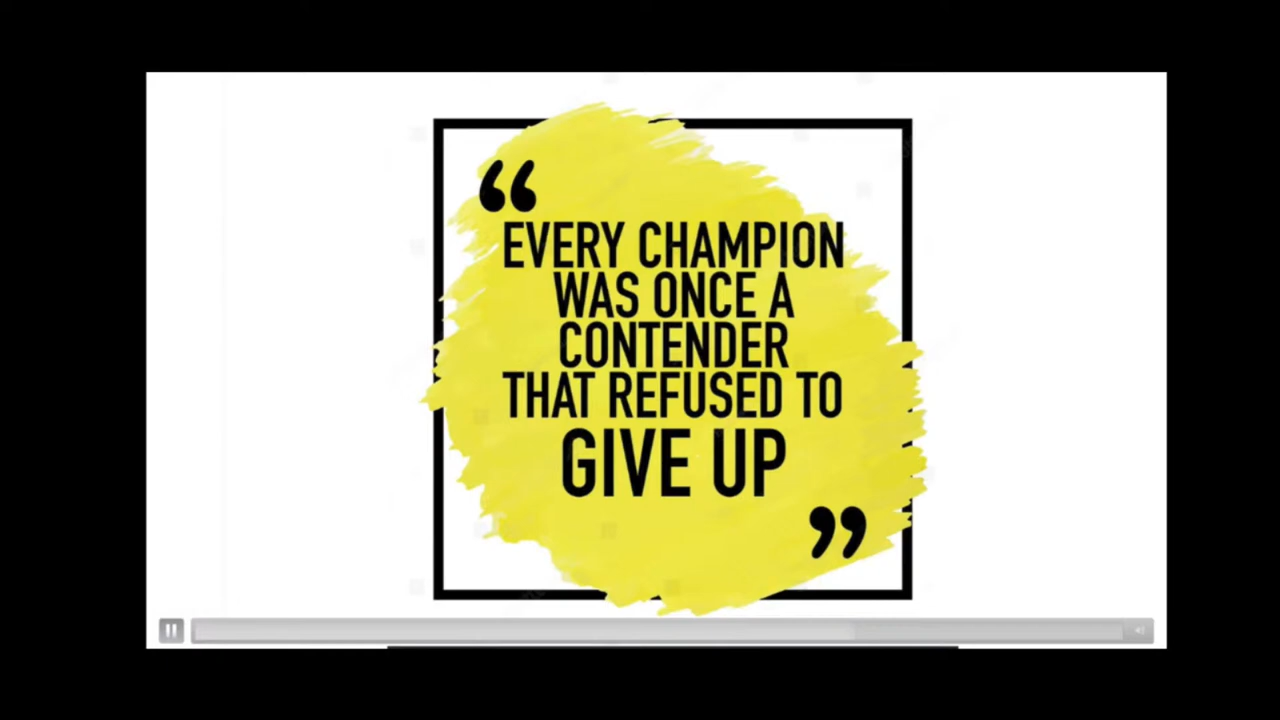 “
EVERY CHAMPION
WAS ONCE A
CONTENDER
THAT REFUSED TO
GIVE UP
”